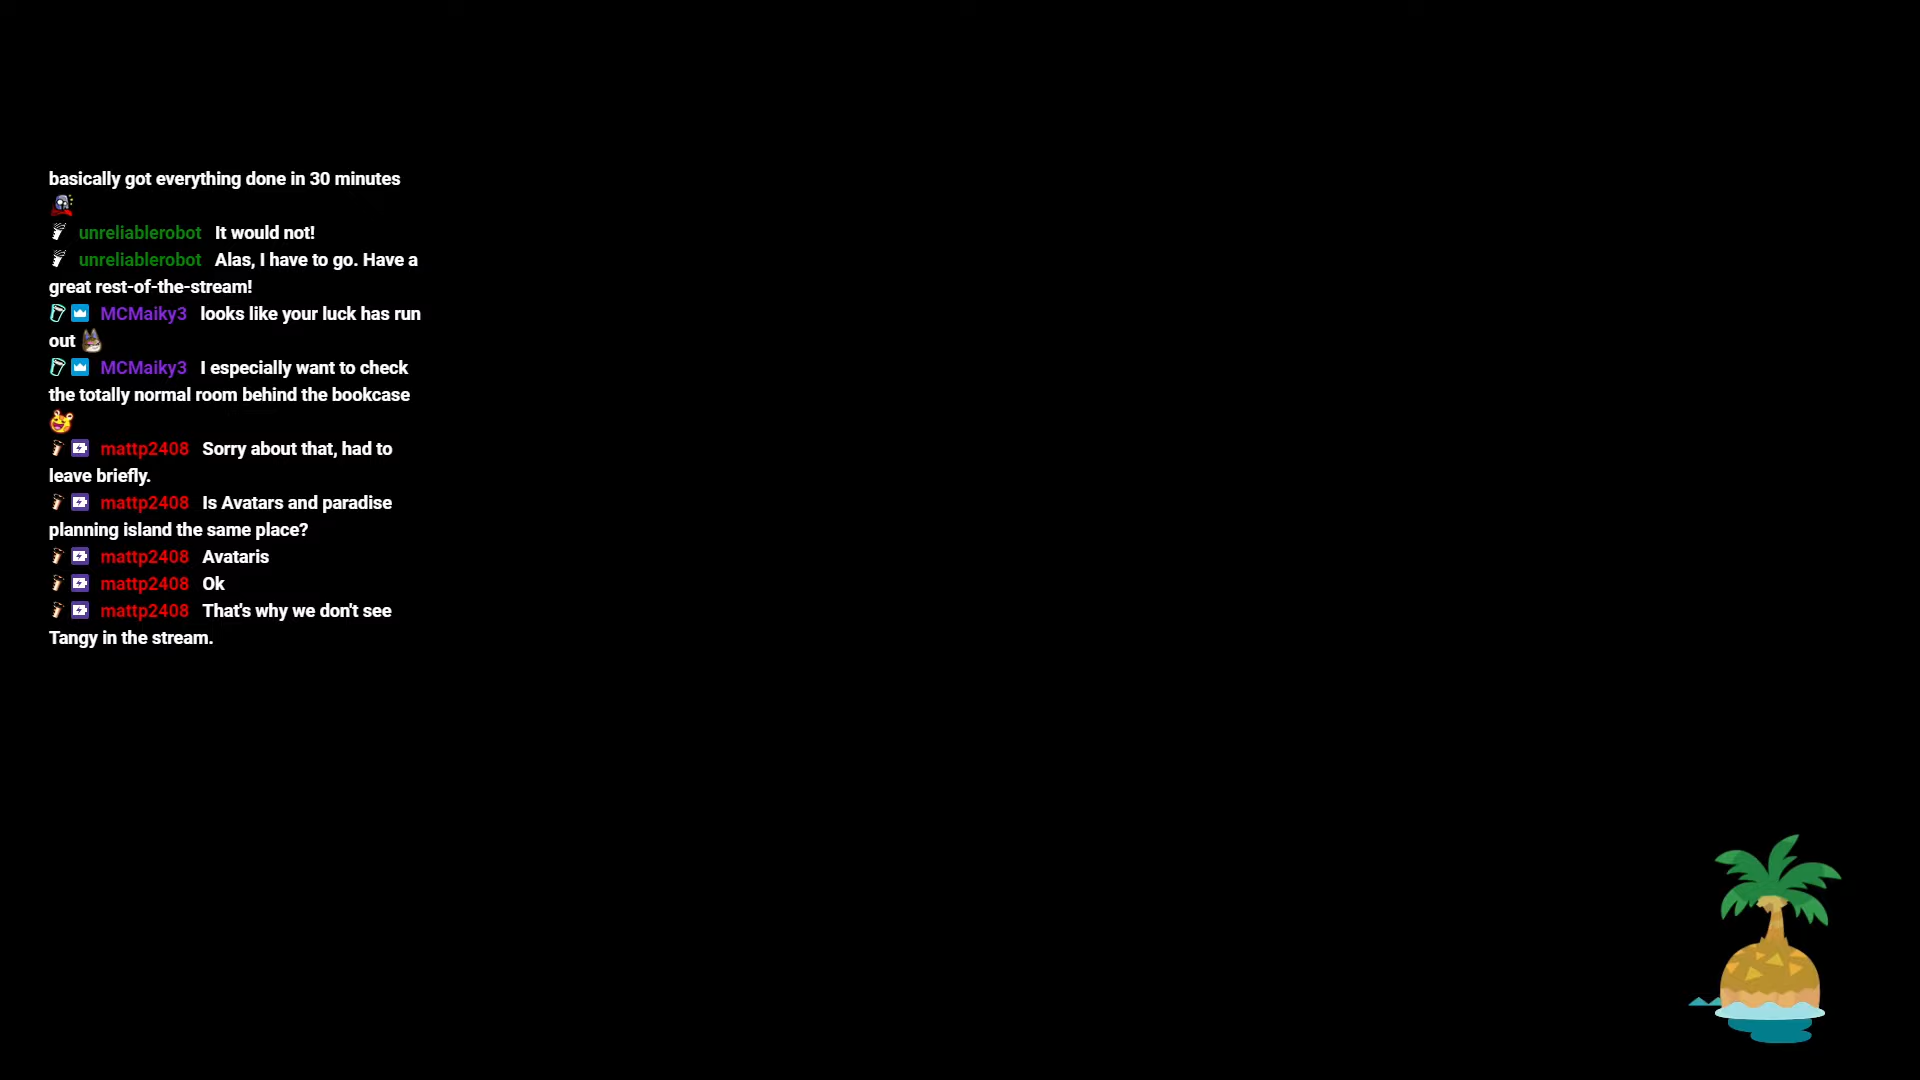 basically got everything done in 30 minutes
unreliablerobot It would not!
unreliablerobot Alas, I have to go. Have a
great rest-of-the-stream!
MCMaiky3 looks like your luck has run
out
MCMaiky3 I especially want to check
the totally normal room behind the bookcase
mattp2408 Sorry about that, had to
leave briefly.
mattp2408 Is Avatars and paradise
planning island the same place?
mattp2408 Avataris
mattp2408 Ok
mattp2408 That's why we don't see
Tangy in the stream.